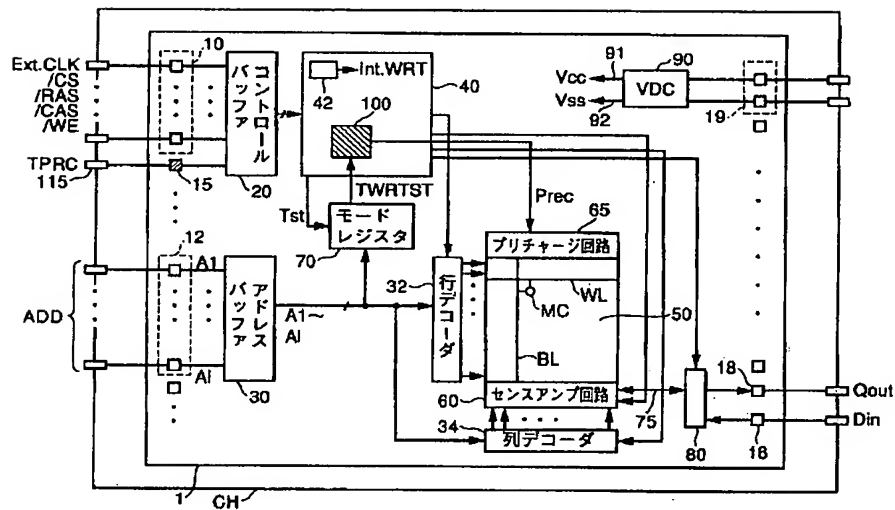 10
Ext.CLK
/CS
/RAS
/CAS
/WE
コントロールバッファ
20
TPRC
115
15
42
Int.WRT
40
100
TWRTST
Tst
モード
レジスタ
70
91
90
Vcc
VDC
Vss
92
19
Prec
65
プリチャージ回路
12
ADD
A1
Al
アドレスバッファ
30
A1〜
Al
32
行デコーダ
WL
MC
50
BL
60
センスアンプ回路
34
列デコーダ
75
80
18
Qout
Din
18
1
CH